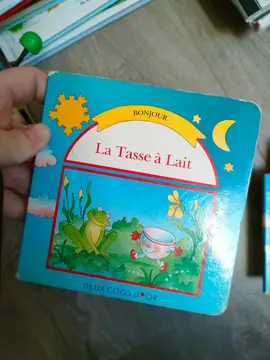 BONJOUR
La Tasse à Lait
DEUX COQS D'OR